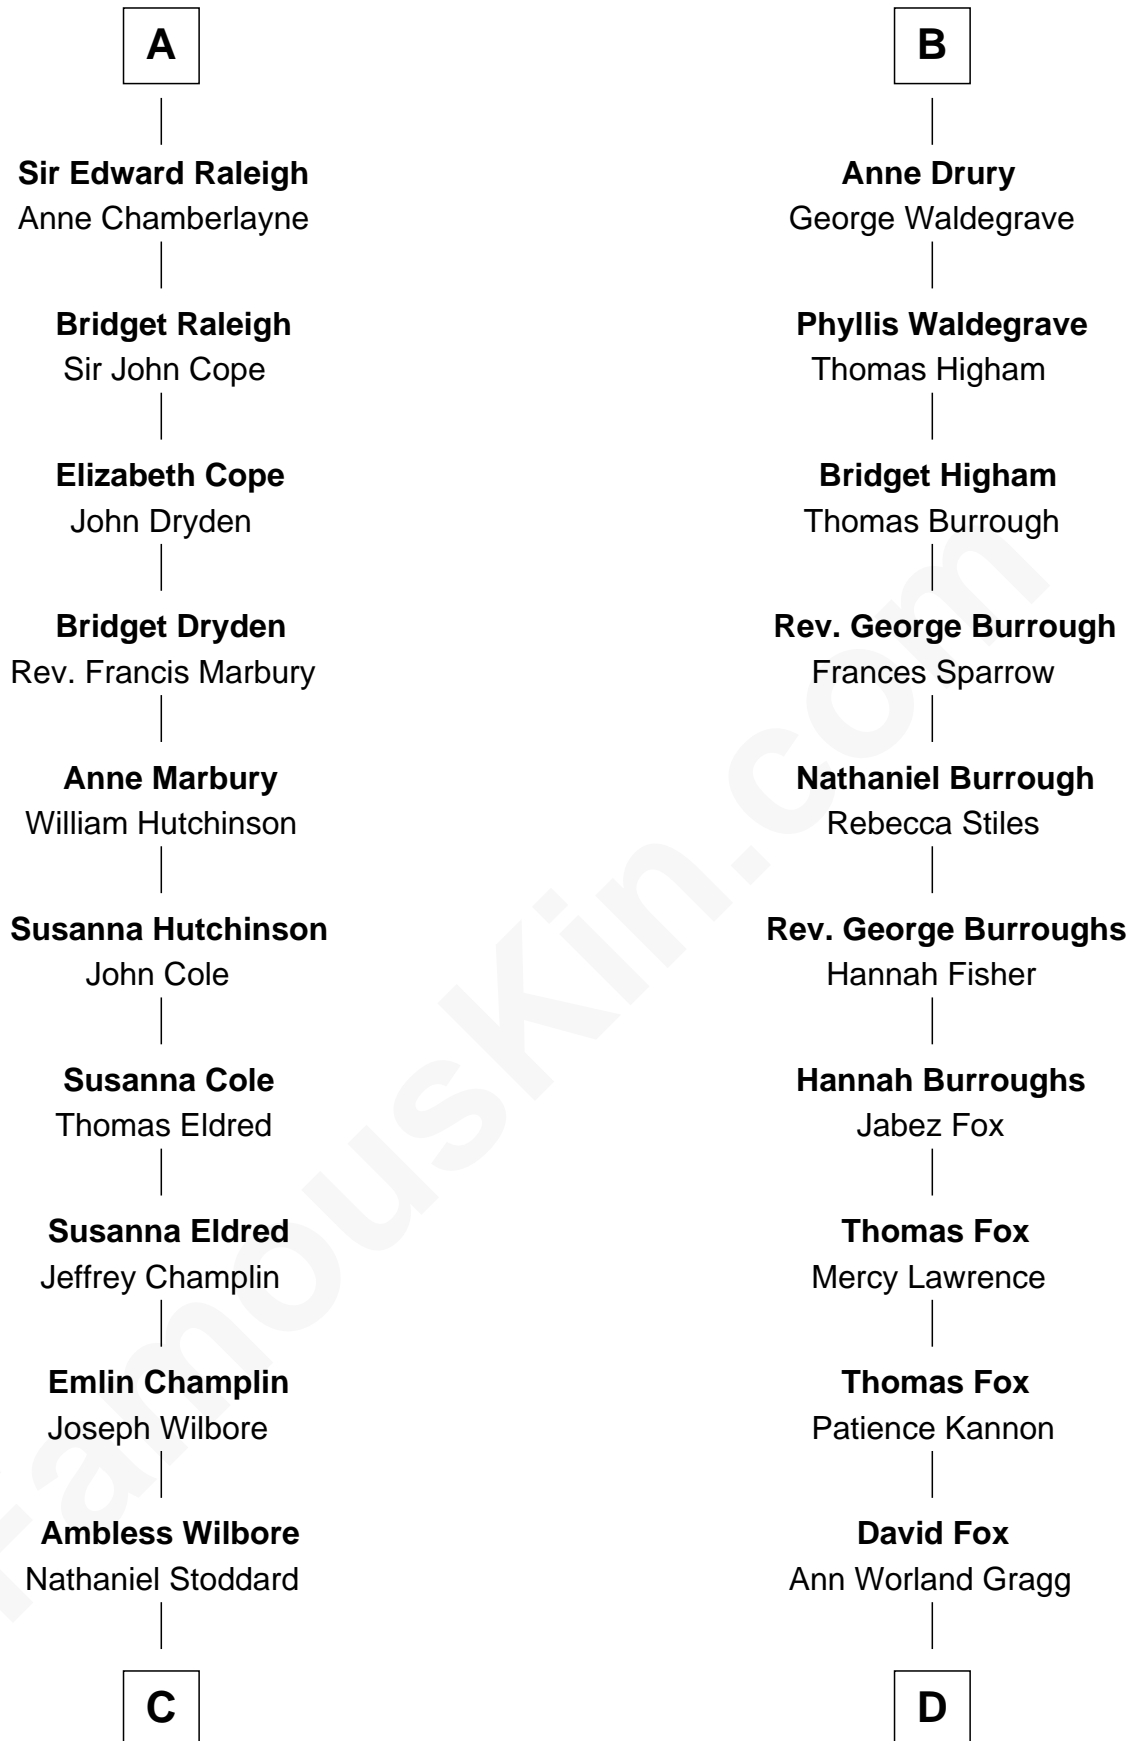 A
Sir Edward Raleigh
Anne Chamberlayne
Bridget Raleigh
Sir John Cope
Elizabeth Cope
John Dryden
Bridget Dryden
Rev. Francis Marbury
Anne Marbury
William Hutchinson
Susanna Hutchinson
John Cole
Susanna Cole
Thomas Eldred
Susanna Eldred
Jeffrey Champlin
Emlin Champlin
Joseph Wilbore
Ambless Wilbore
Nathaniel Stoddard
C
B
Anne Drury
George Waldegrave
Phyllis Waldegrave
Thomas Higham
Bridget Higham
Thomas Burrough
Rev. George Burrough
Frances Sparrow
Nathaniel Burrough
Rebecca Stiles
Rev. George Burroughs
Hannah Fisher
Hannah Burroughs
Jabez Fox
Thomas Fox
Mercy Lawrence
Thomas Fox
Patience Kannon
David Fox
Ann Worland Gragg
D
FamousKin.com